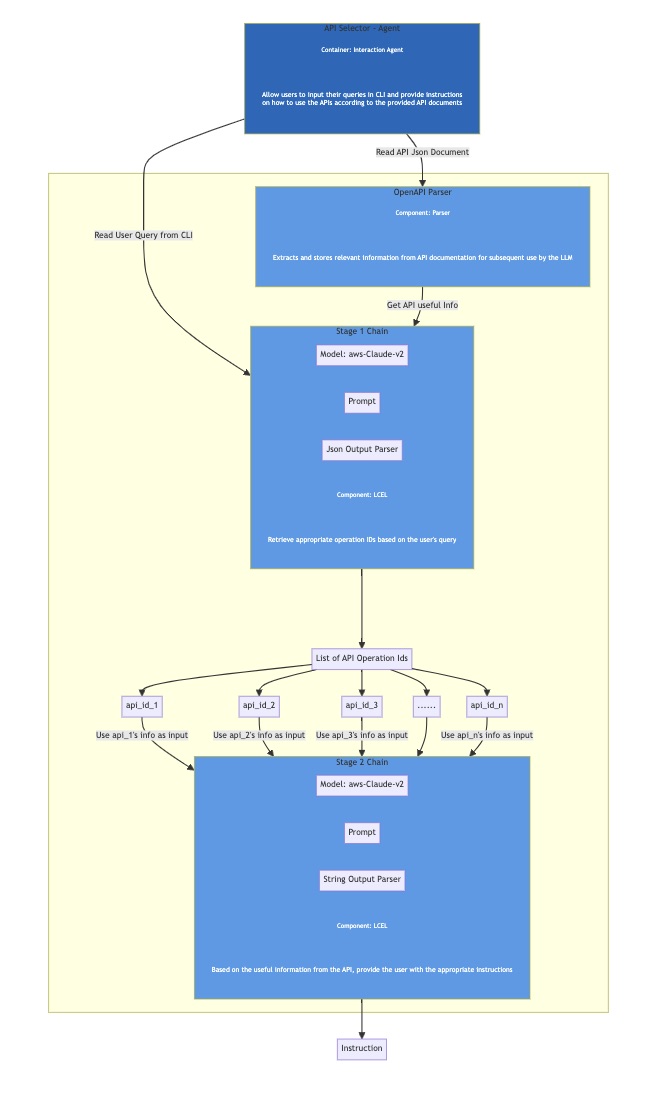 API Selector - Agent
Container: Interaction Agent
Allow users to input their queries in CLI and provide instructions
on how to use the APIs according to the provided API documents
Read API Json Document
OpenAPI Parser
Component: Parser
Read User Query from CLI
Extracts and stores relevant information from API documentation for subsequent use by the LLM
Get API useful Info
Stage 1 Chain
Model: aws-Claude-v2
Prompt
Json Output Parser
Component: LCEL
Retrieve appropriate operation IDs based on the user's query
List of API Operation Ids
api_id_1
api_id_2
api_id_3
......
api_id_n
Use api_1's info as input
Use api_2's info as input
Use api_3's info as input
Use api_n's info as input
Stage 2 Chain
Model: aws-Claude-v2
Prompt
String Output Parser
Component: LCEL
Based on the useful information from the API, provide the user with the appropriate instructions
Instruction